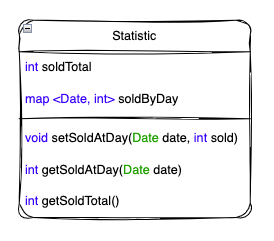 Statistic
int soldTotal
map <Date, int> soldByDay
void setSoldAtDay(Date date, int sold)
int getSoldAtDay(Date date)
int getSoldTotal()